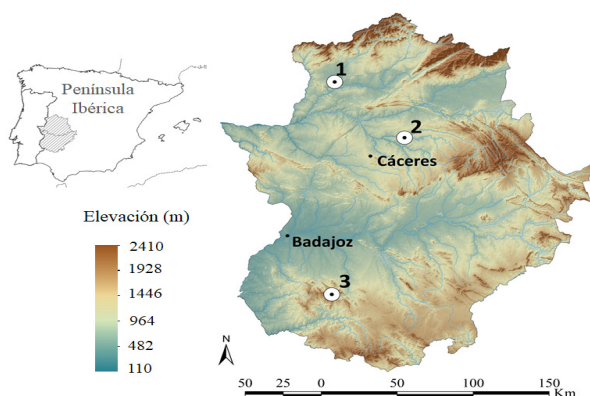 Península
Ibérica
1
2
Cáceres
Elevación (m)
2410
1928
1446
964
482
110
Badajoz
3
N
50 25 0 50 100 150
Km